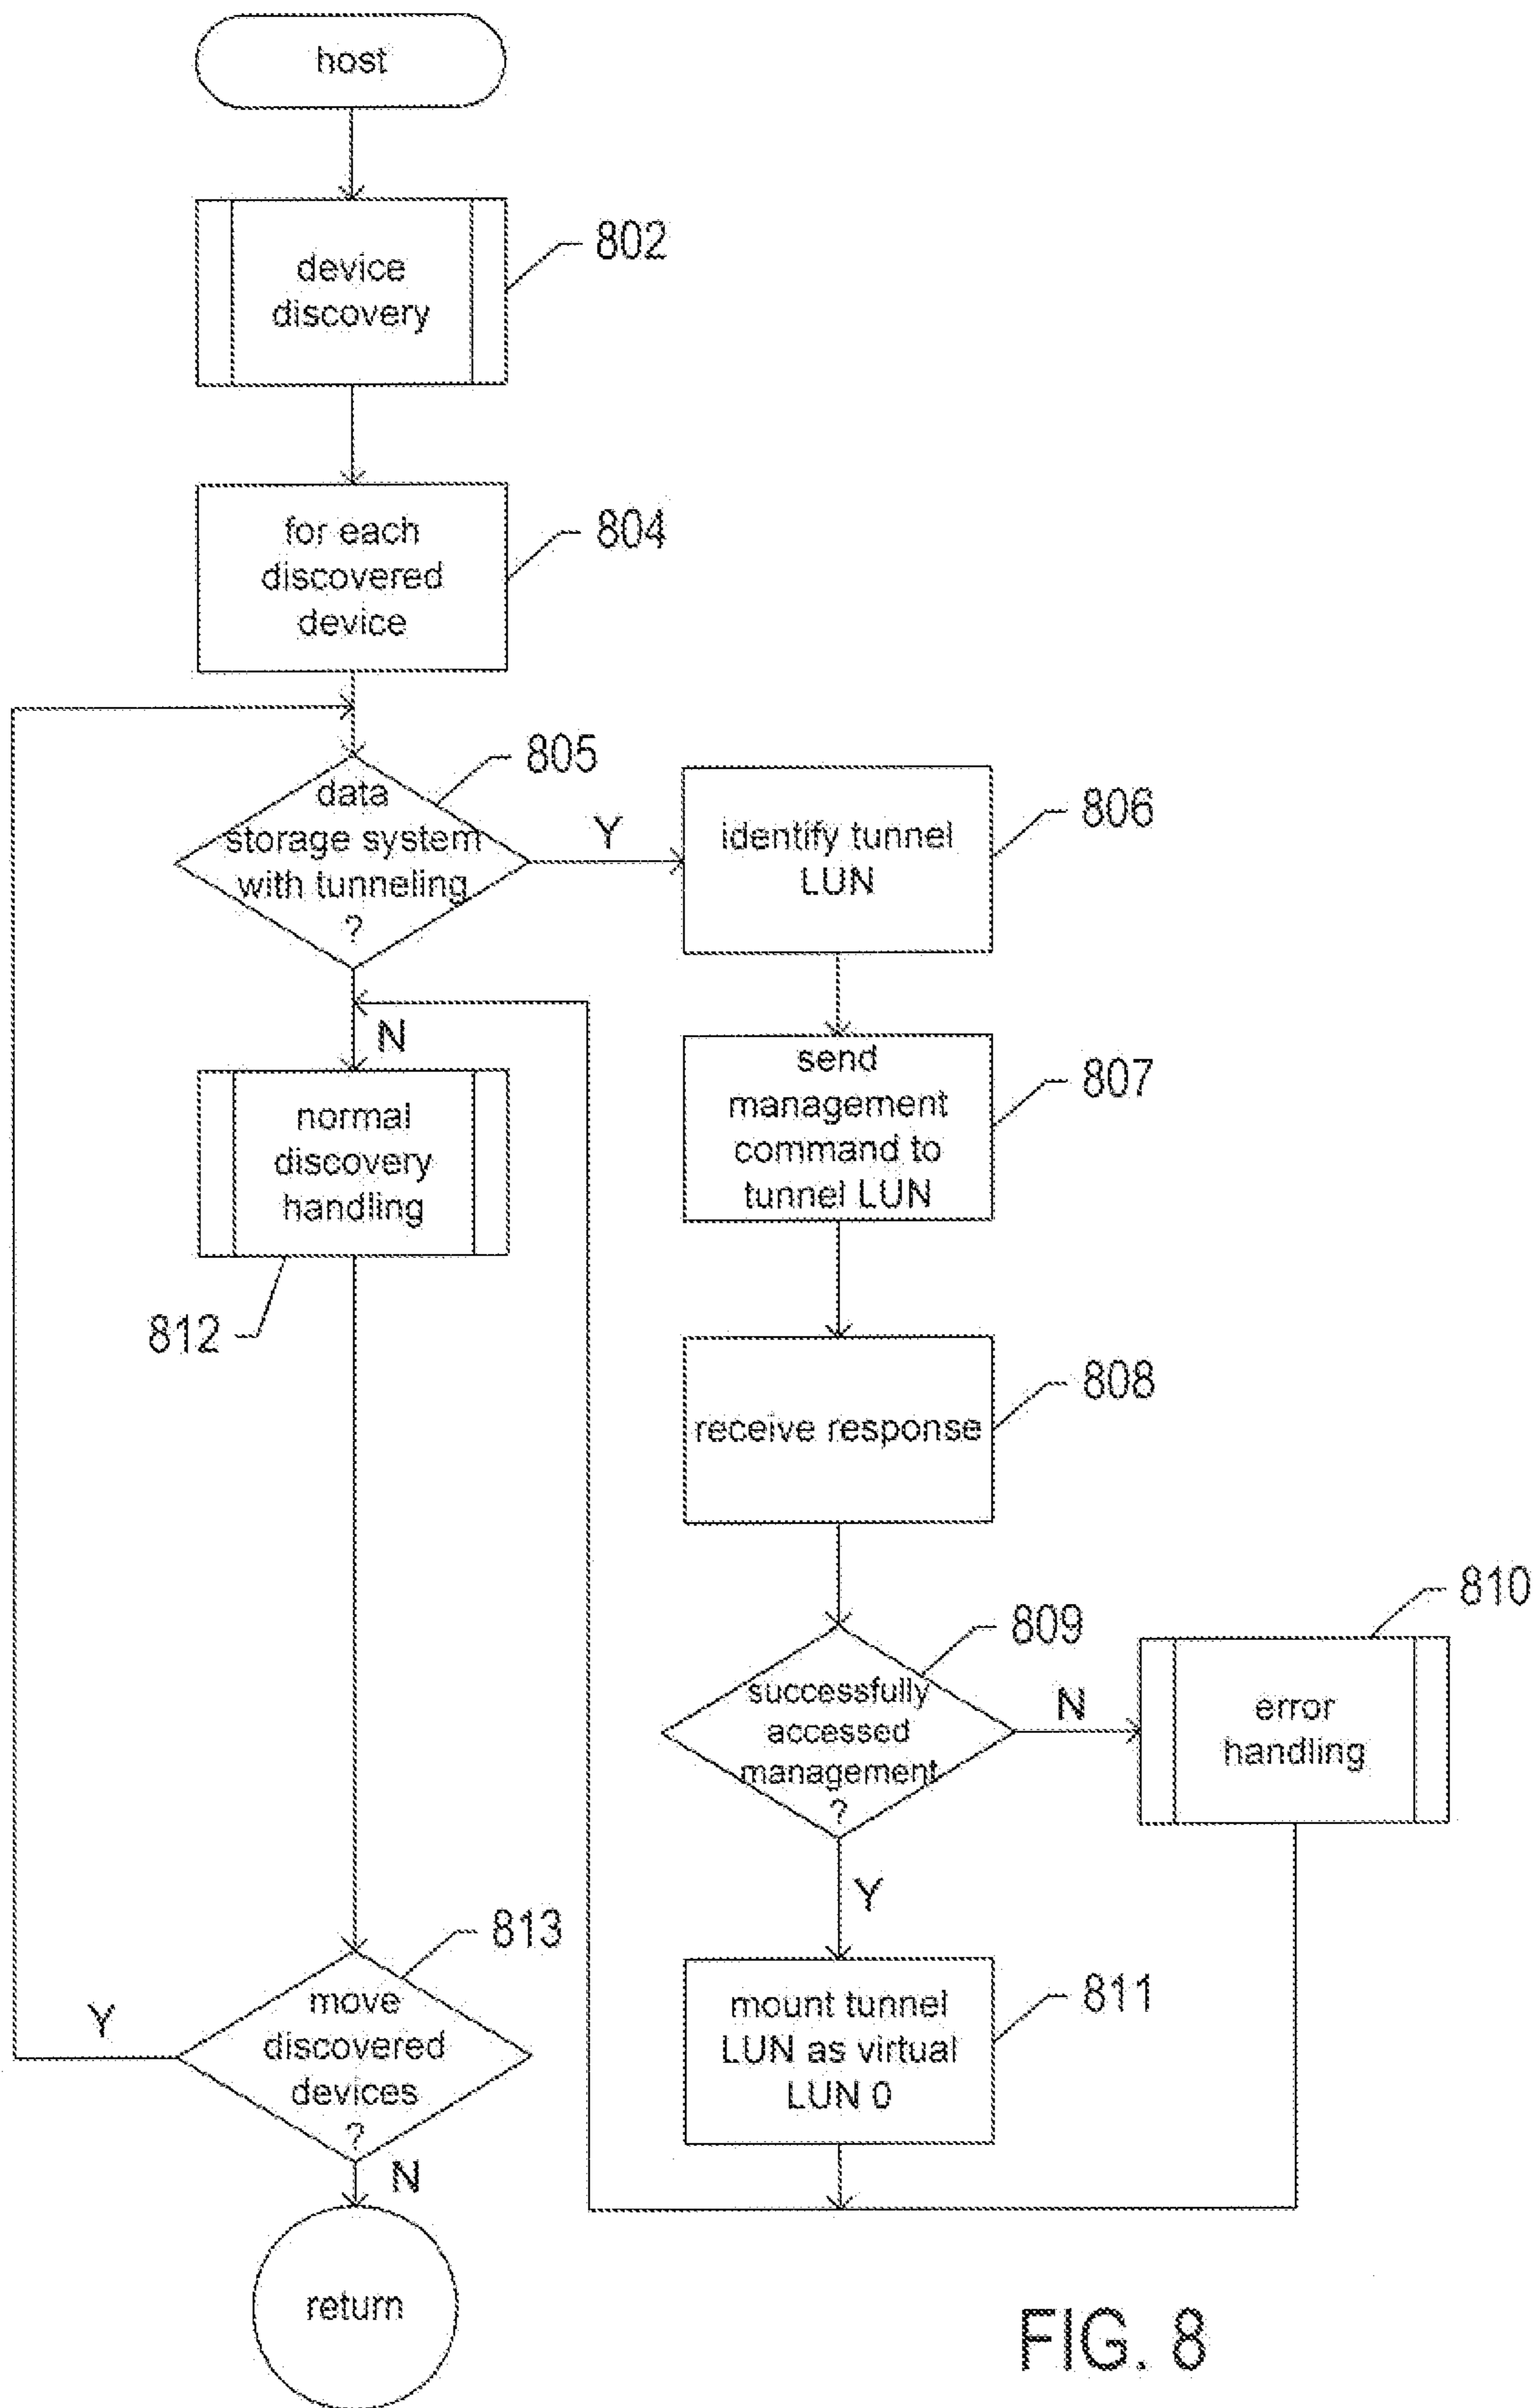 host
device
discovery
802
for each
discovered
device
804
data
storage system
with tunneling
?
805
Y
N
identify tunnel
LUN
806
send
management
command to
tunnel LUN
807
normal
discovery
handling
812
receive response
808
successfully
accessed
management
?
809
N
Y
error
handling
810
mount tunnel
LUN as virtual
LUN 0
811
move
discovered
devices
?
813
Y
N
return
FIG. 8